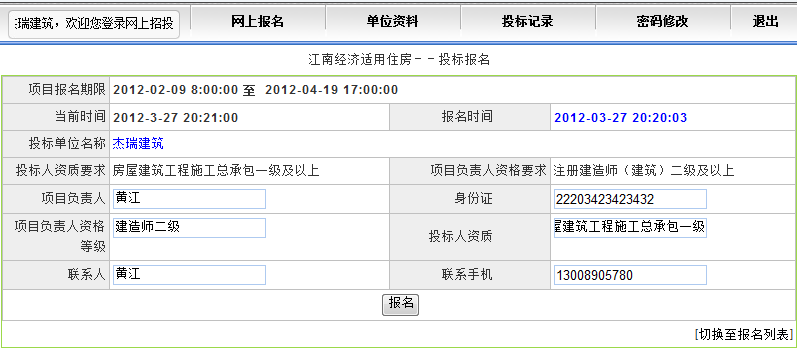 瑞建筑，欢迎您登录网上招投 网上报名 单位资料 投标记录 密码修改 退出
江南经济适用住房－－投标报名
项目报名期限 2012-02-09 8:00:00 至 2012-04-19 17:00:00
当前时间 2012-3-27 20:21:00 报名时间 2012-03-27 20:20:03
投标单位名称 杰瑞建筑
投标人资质要求 房屋建筑工程施工总承包一级及以上 项目负责人资格要求 注册建造师（建筑）二级及以上
项目负责人 黄江 身份证 22203423423432
项目负责人资格等级 建造师二级 投标人资质 屋建筑工程施工总承包一级
联系人 黄江 联系手机 13008905780
报名
[切换至报名列表]